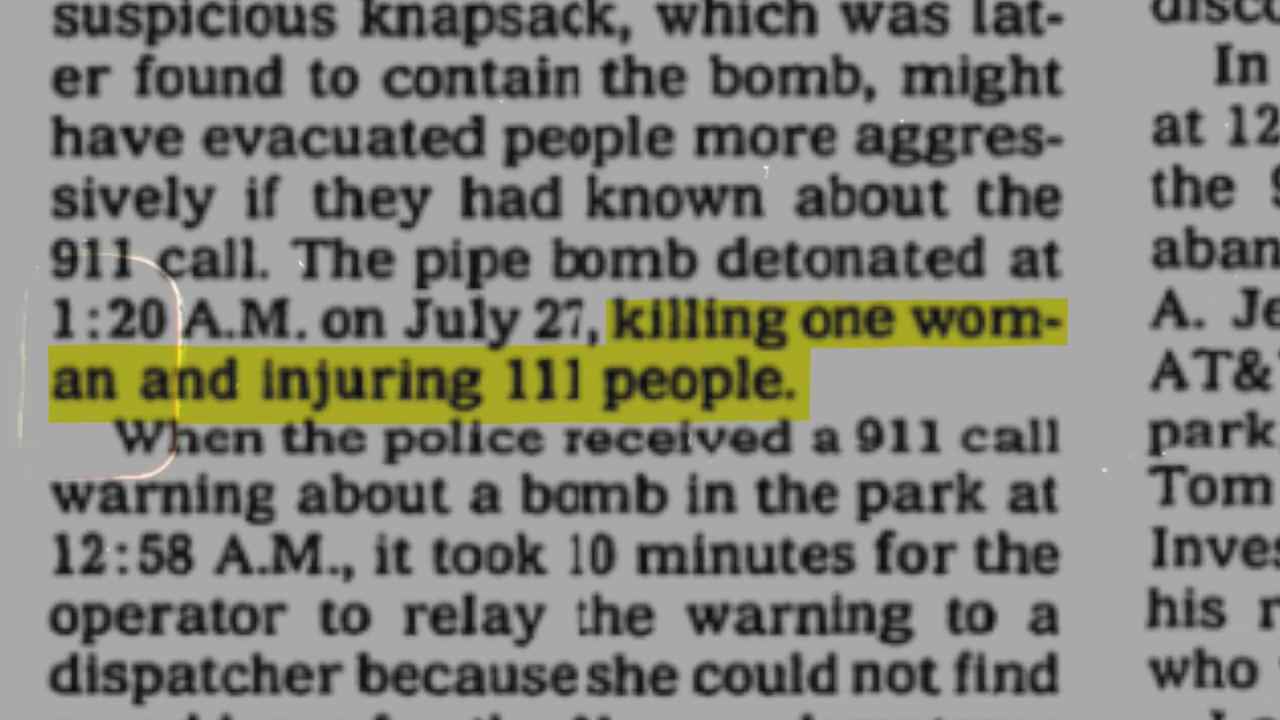 suspicious knapsack, which was lat-
er found to contain the bomb, might
have evacuated people more aggres-
sively if they had known about the
911 call. The pipe bomb detonated at
1:20 A.M. on July 27, killing one wom-
an and injuring 111 people.
When the police received a 911 call
warning about a bomb in the park at
12:58 A.M., it took 10 minutes for the
operator to relay the warning to a
dispatcher because she could not find
In
at 12
the
aban
A. Je
AT&
park
Tom
Inves
his
who